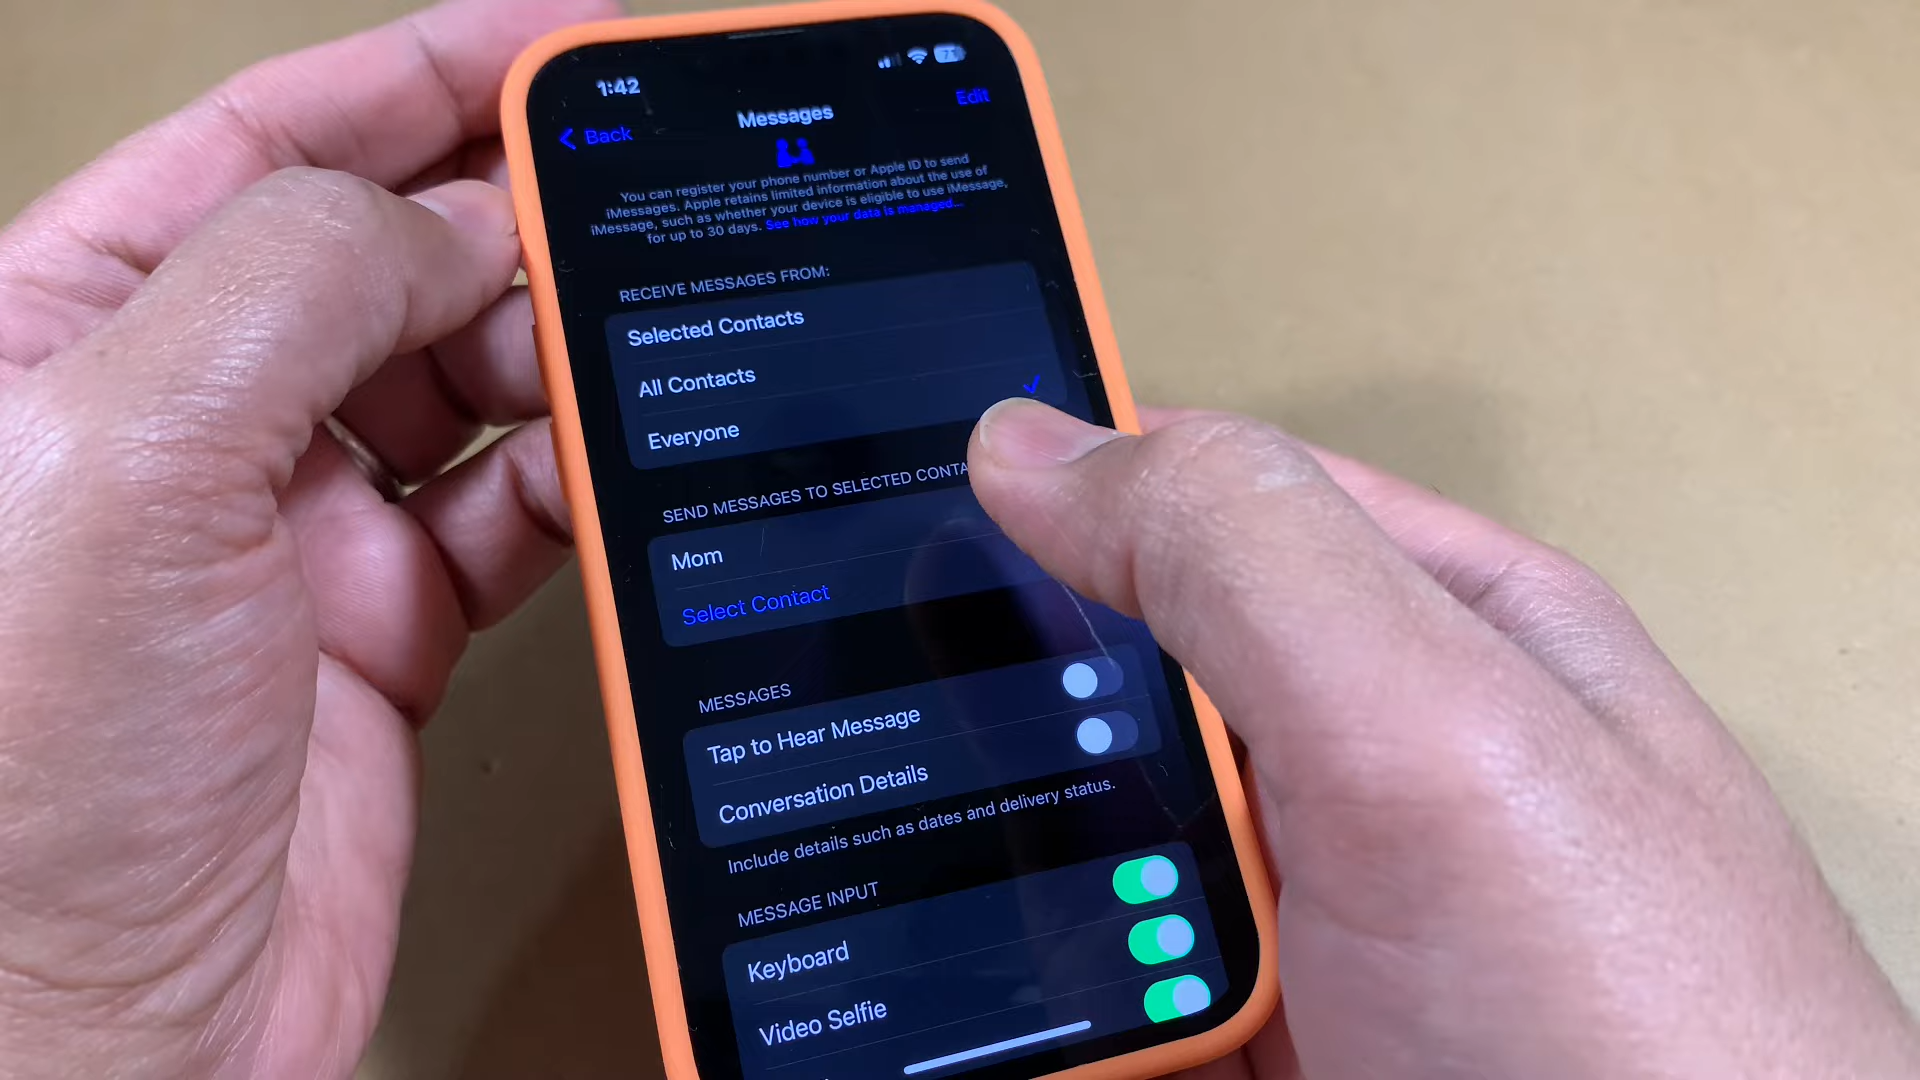 1:42
71
Back
Messages
Edit
You can register your phone number or Apple ID to send
iMessages. Apple retains limited information about the use of
iMessage, such as whether your device is eligible to use iMessage,
for up to 30 days. See how your data is managed...
RECEIVE MESSAGES FROM:
Selected Contacts
All Contacts
Everyone
SEND MESSAGES TO SELECTED CONTA
Mom
Select Contact
MESSAGES
Tap to Hear Message
Conversation Details
Include details such as dates and delivery status.
MESSAGE INPUT
Keyboard
Video Selfie